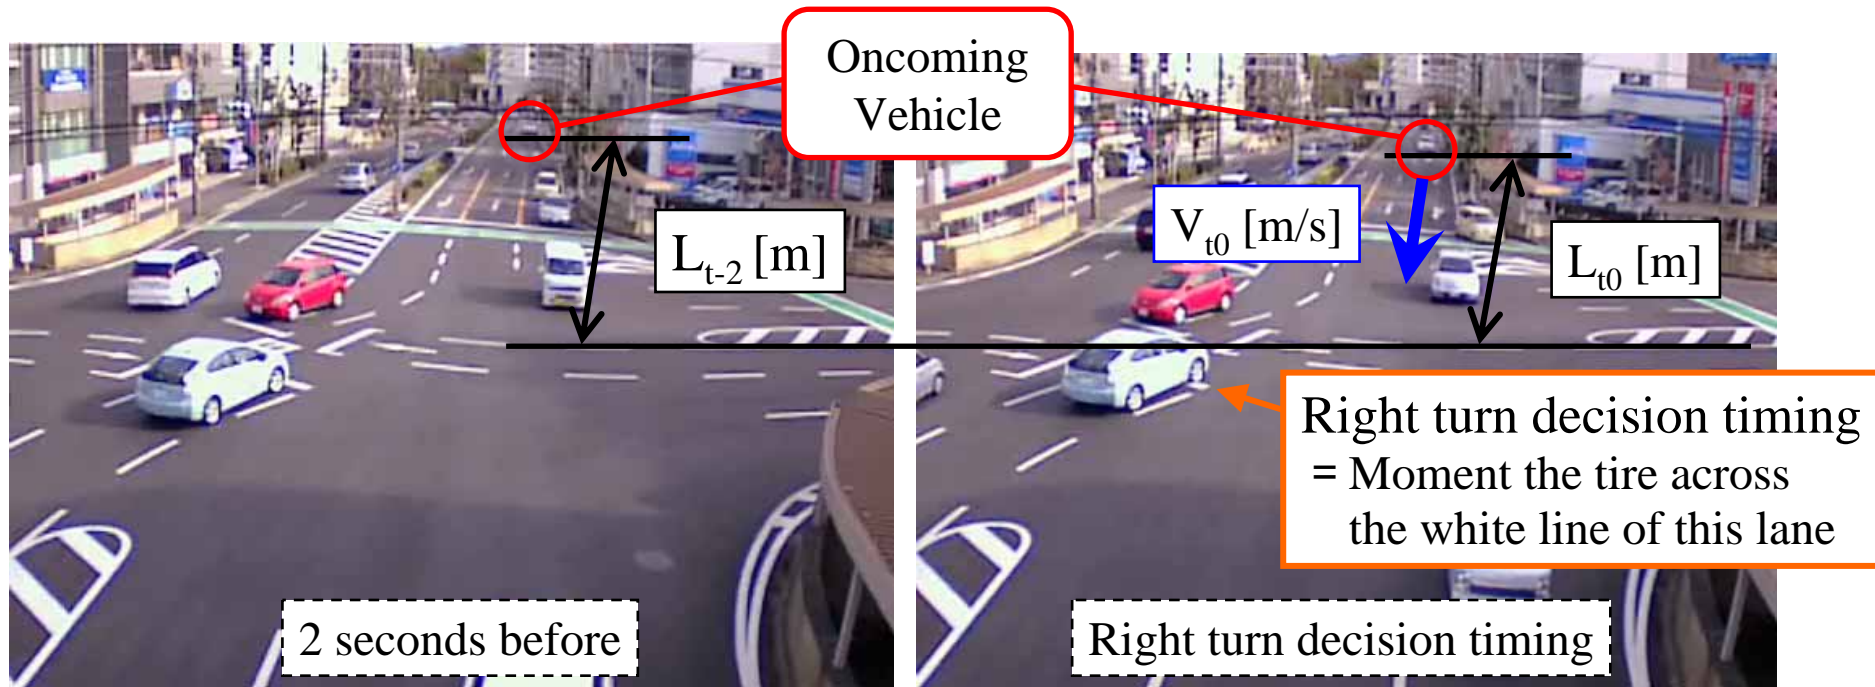 Oncoming
Vehicle
L_{t-2} [m]
V_{t0} [m/s]
L_{t0} [m]
Right turn decision timing
= Moment the tire across
the white line of this lane
2 seconds before
Right turn decision timing